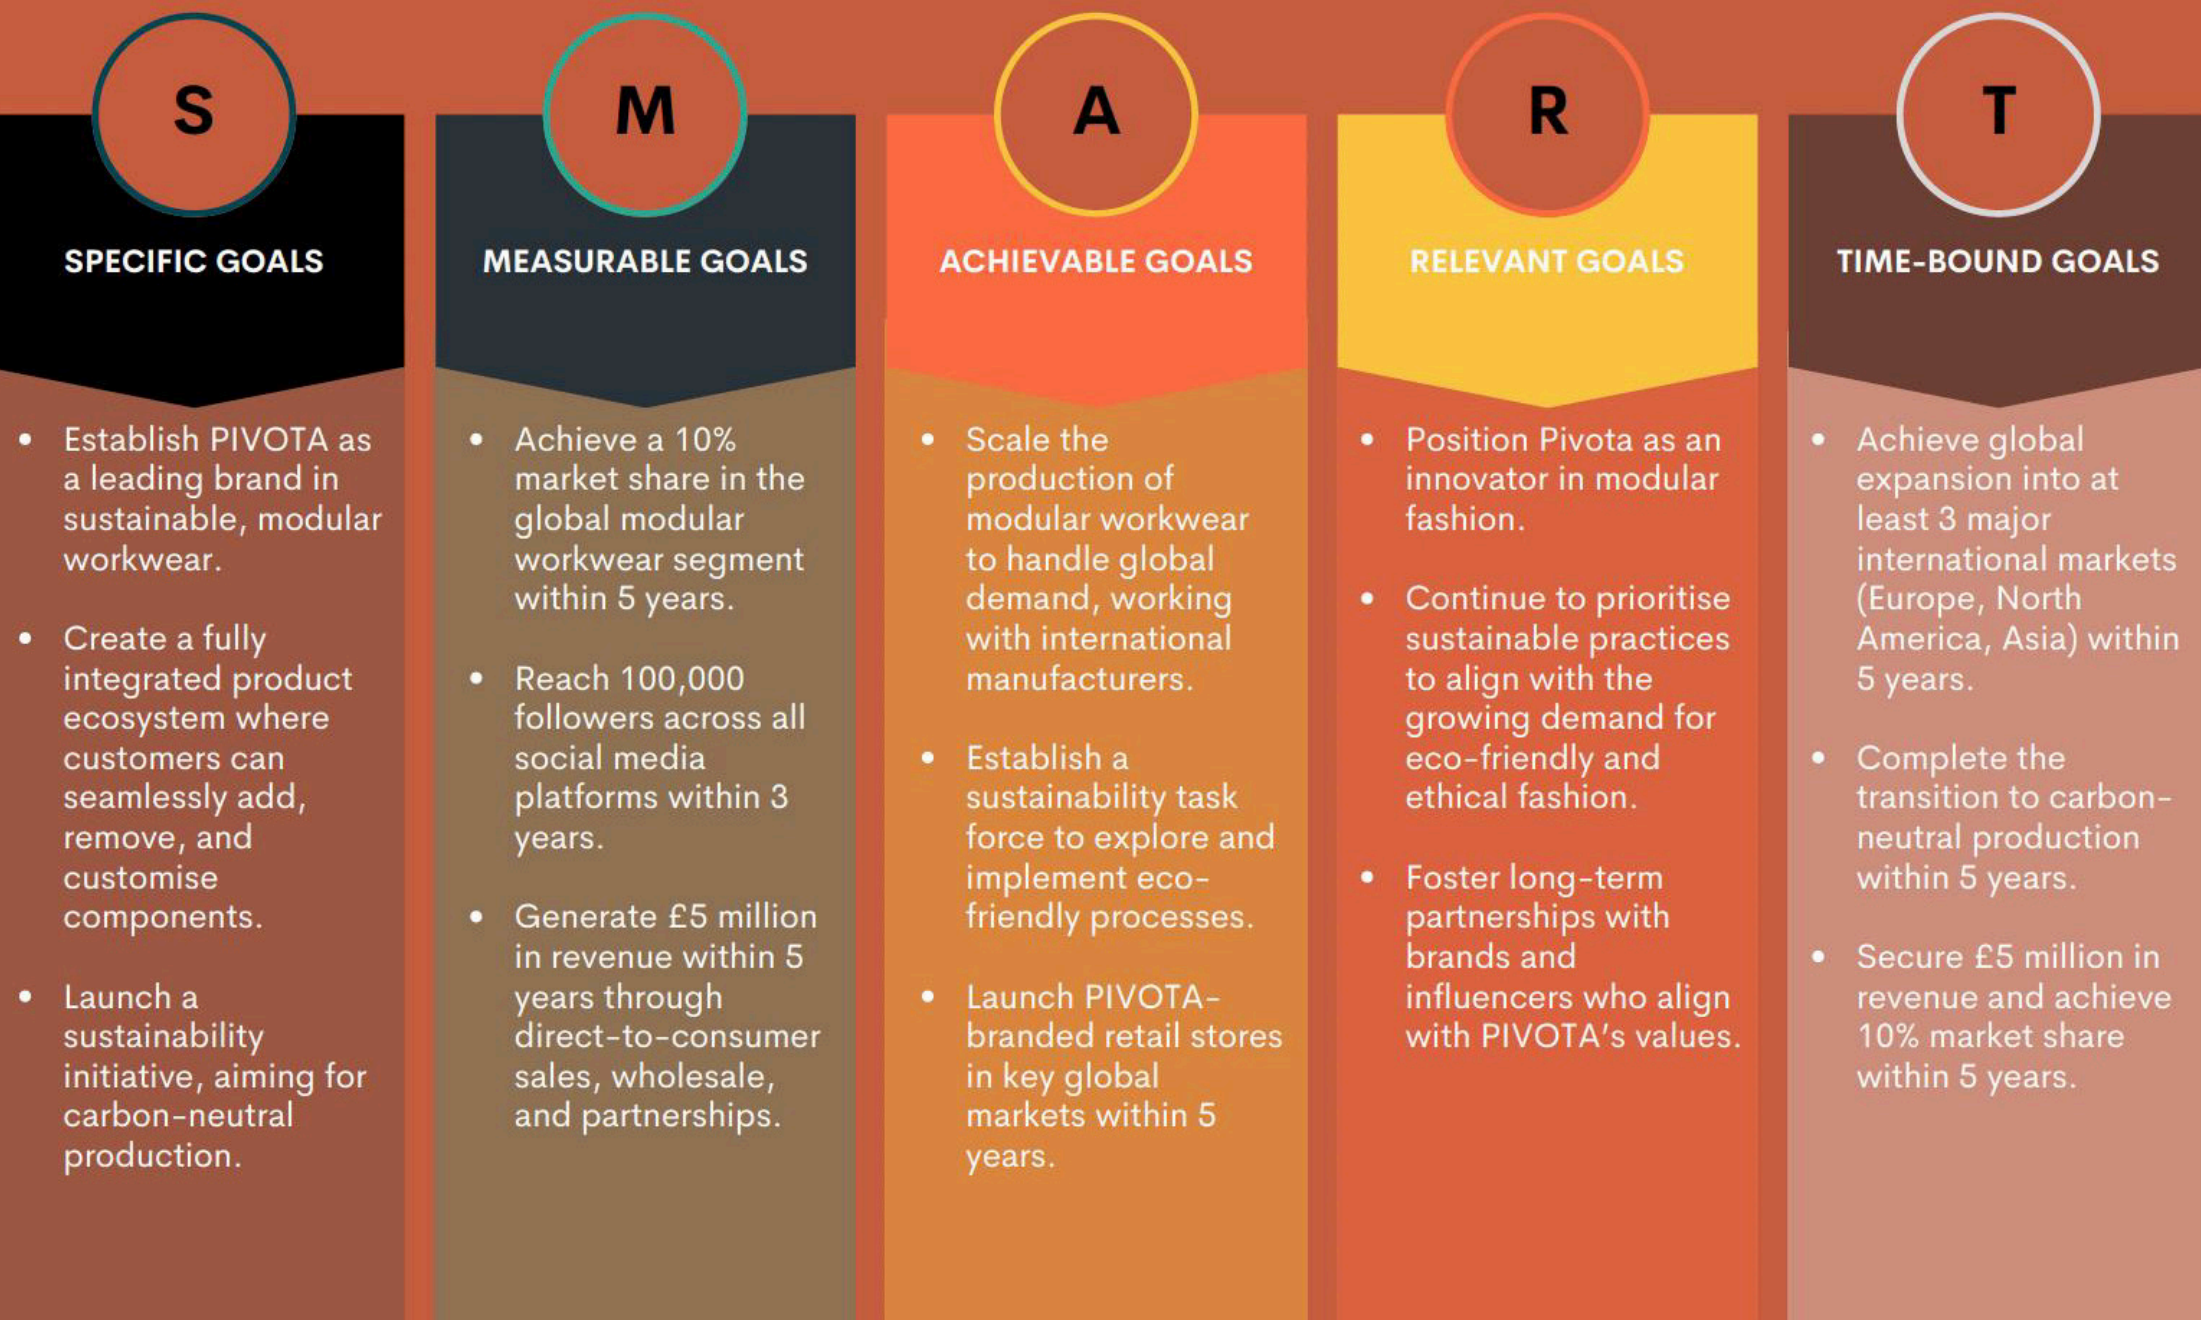 S
SPECIFIC GOALS
• Establish PIVOTA as
a leading brand in
sustainable, modular
workwear.
• Create a fully
integrated product
ecosystem where
customers can
seamlessly add,
remove, and
customise
components.
• Launch a
sustainability
initiative, aiming for
carbon-neutral
production.
M
MEASURABLE GOALS
• Achieve a 10%
market share in the
global modular
workwear segment
within 5 years.
• Reach 100,000
followers across all
social media
platforms within 3
years.
• Generate £5 million
in revenue within 5
years through
direct-to-consumer
sales, wholesale,
and partnerships.
A
ACHIEVABLE GOALS
• Scale the
production of
modular workwear
to handle global
demand, working
with international
manufacturers.
• Establish a
sustainability task
force to explore and
implement eco-
friendly processes.
• Launch PIVOTA-
branded retail stores
in key global
markets within 5
years.
R
RELEVANT GOALS
• Position Pivota as an
innovator in modular
fashion.
• Continue to prioritise
sustainable practices
to align with the
growing demand for
eco-friendly and
ethical fashion.
• Foster long-term
partnerships with
brands and
influencers who align
with PIVOTA's values.
T
TIME-BOUND GOALS
• Achieve global
expansion into at
least 3 major
international markets
(Europe, North
America, Asia) within
5 years.
• Complete the
transition to carbon-
neutral production
within 5 years.
• Secure £5 million in
revenue and achieve
10% market share
within 5 years.